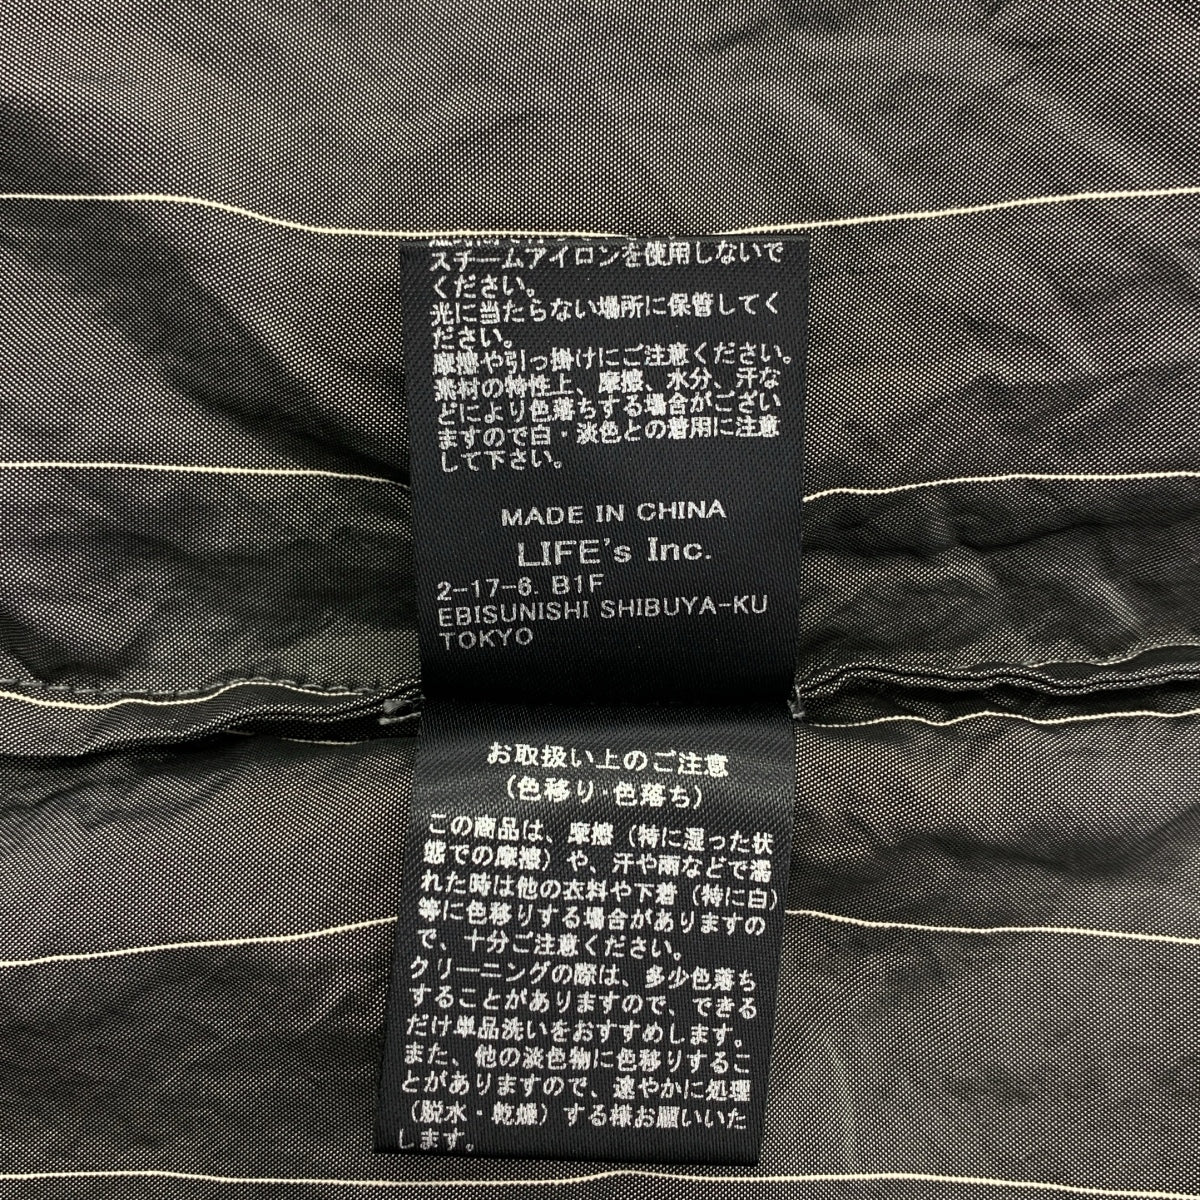 スチームアイロンを使用しないで
ください。
光に当たらない場所に保管してく
ださい。
摩擦や引っ掛けにご注意ください。
素材の特性上、摩擦、水分、汗な
どにより色落ちする場合がござい
ますので白・淡色との着用に注意
して下さい。
MADE IN CHINA
LIFE's Inc.
2-17-6. B1F
EBISUNISHI SHIBUYA-KU
TOKYO
お取扱い上のご注意
(色移り・色落ち)
この商品は、摩擦（特に湿った状
態での摩擦）や、汗や雨などで濡
れた時は他の衣料や下着（特に白）
等に色移りする場合がありますの
で、十分ご注意ください。
クリーニングの際は、多少色落ち
することがありますので、できる
だけ単品洗いをおすすめします。
また、他の淡色物に色移りするこ
とがありますので、速やかに処理
（脱水・乾燥）する様お願いいた
します。